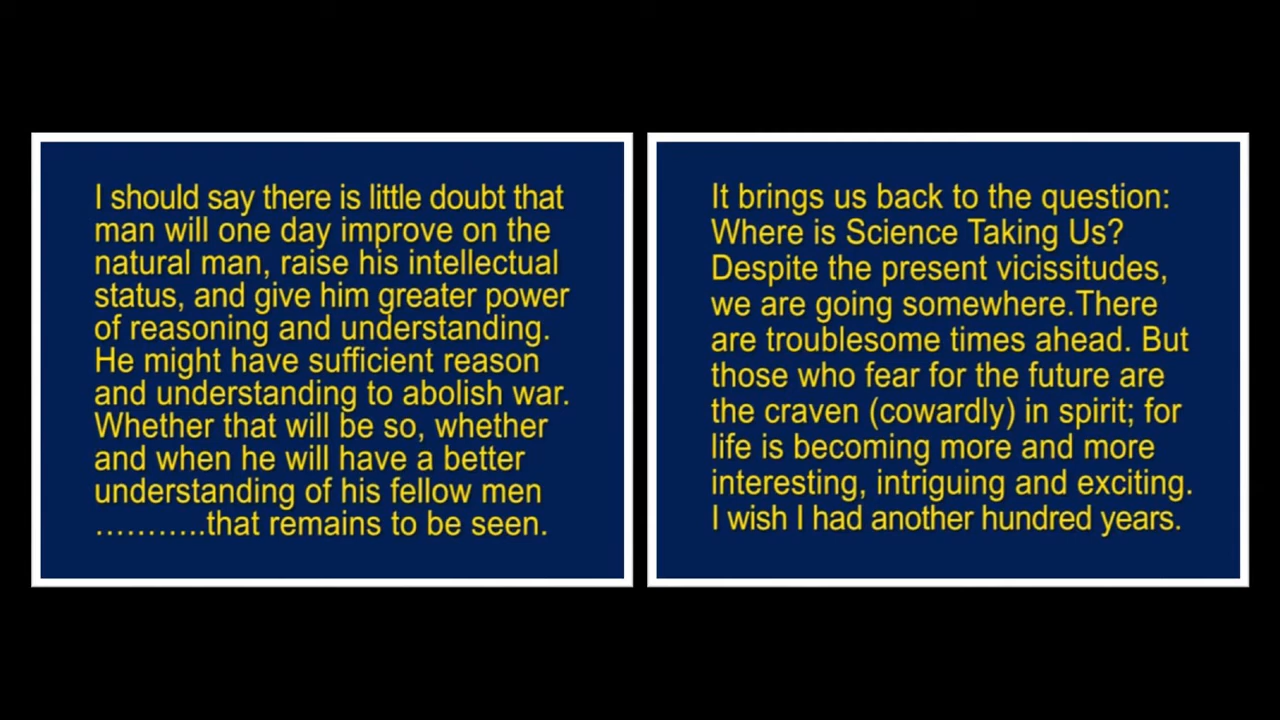 I should say there is little doubt that
man will one day improve on the
natural man, raise his intellectual
status, and give him greater power
of reasoning and understanding.
He might have sufficient reason
and understanding to abolish war.
Whether that will be so, whether
and when he will have a better
understanding of his fellow men
………..that remains to be seen.
It brings us back to the question:
Where is Science Taking Us?
Despite the present vicissitudes,
we are going somewhere.There
are troublesome times ahead. But
those who fear for the future are
the craven (cowardly) in spirit; for
life is becoming more and more
interesting, intriguing and exciting.
I wish I had another hundred years.